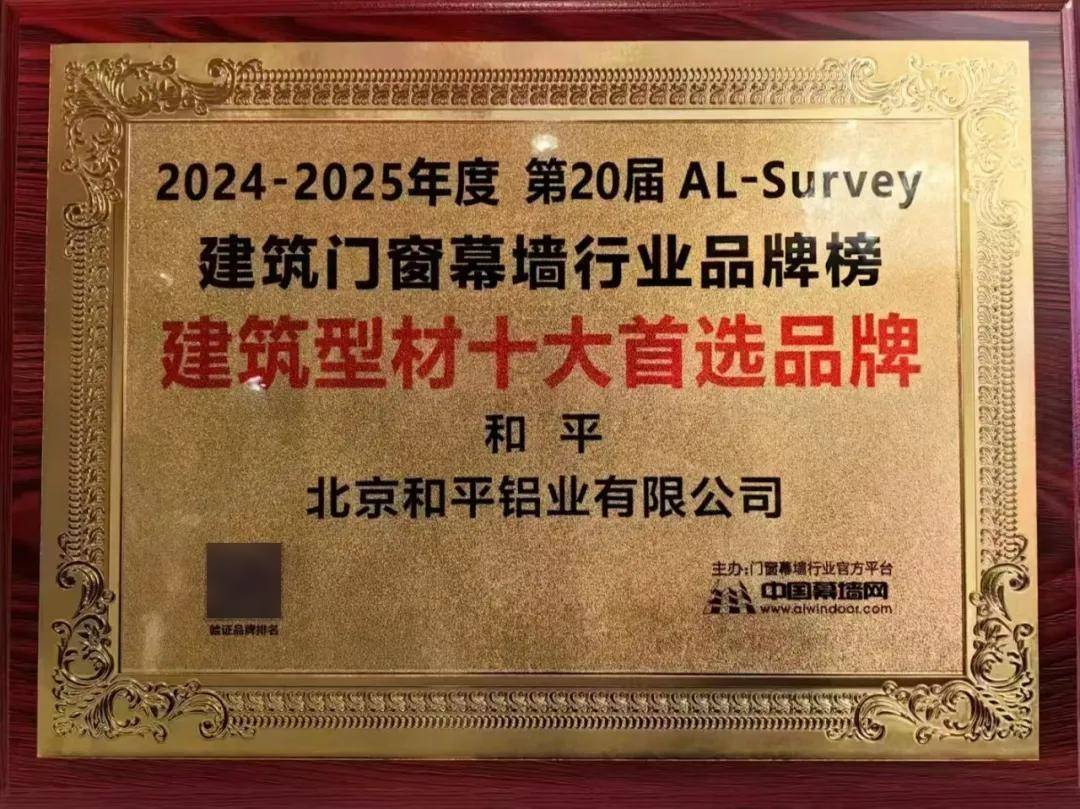 2024-2025年度 第20届 AL-Survey
建筑门窗幕墙行业品牌榜
建筑型材十大首选品牌
和 平
北京和平铝业有限公司
验证品牌排名
主办:门窗幕墙行业官方平台
中国幕墙网
www.alwindoor.com